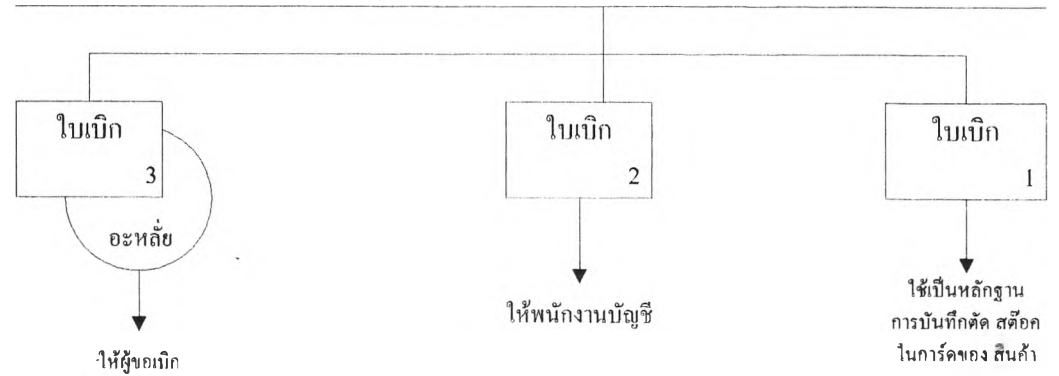 ใบเบิก
3
อะหลั่ย
ให้ผู้ขอเบิก
ใบเบิก
2
ให้พนักงานบัญชี
ใบเบิก
1
ใช้เป็นหลักฐาน
การบันทึกตัด สต๊อค
ในการ์ดของ สินค้า